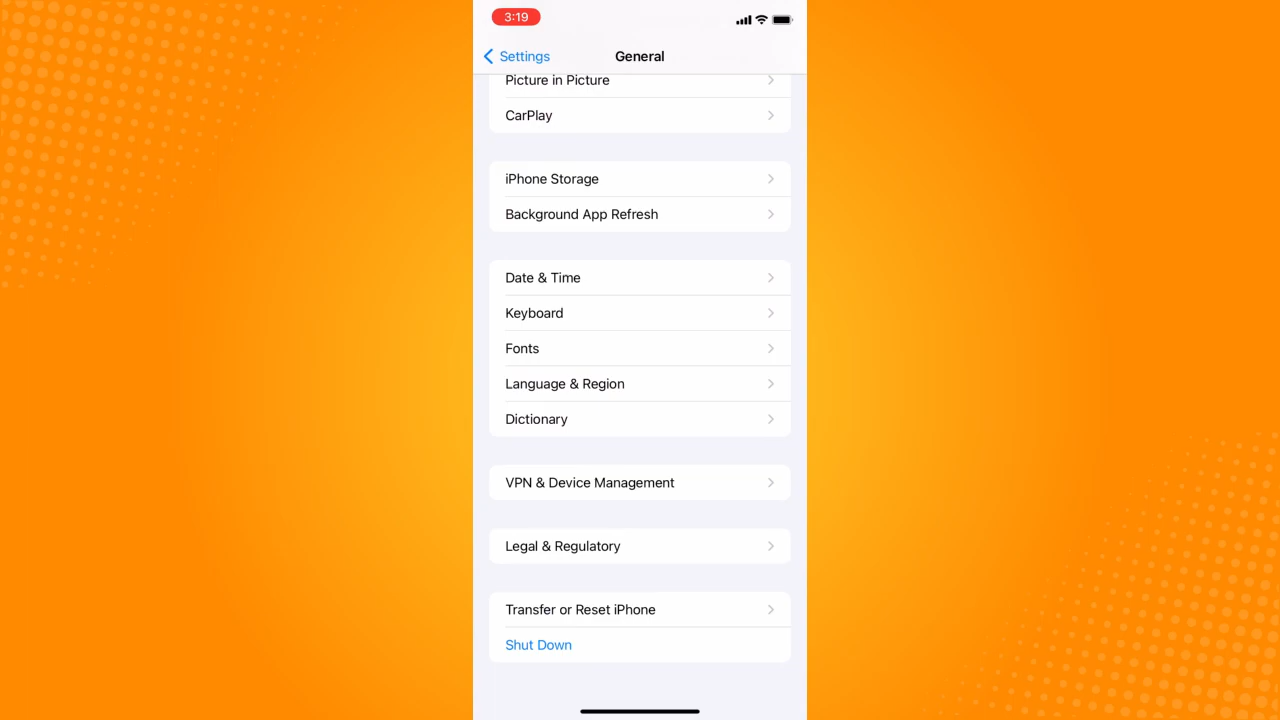 3:19
Settings
General
Picture in Picture
CarPlay
iPhone Storage
Background App Refresh
Date & Time
Keyboard
Fonts
Language & Region
Dictionary
VPN & Device Management
Legal & Regulatory
Transfer or Reset iPhone
Shut Down